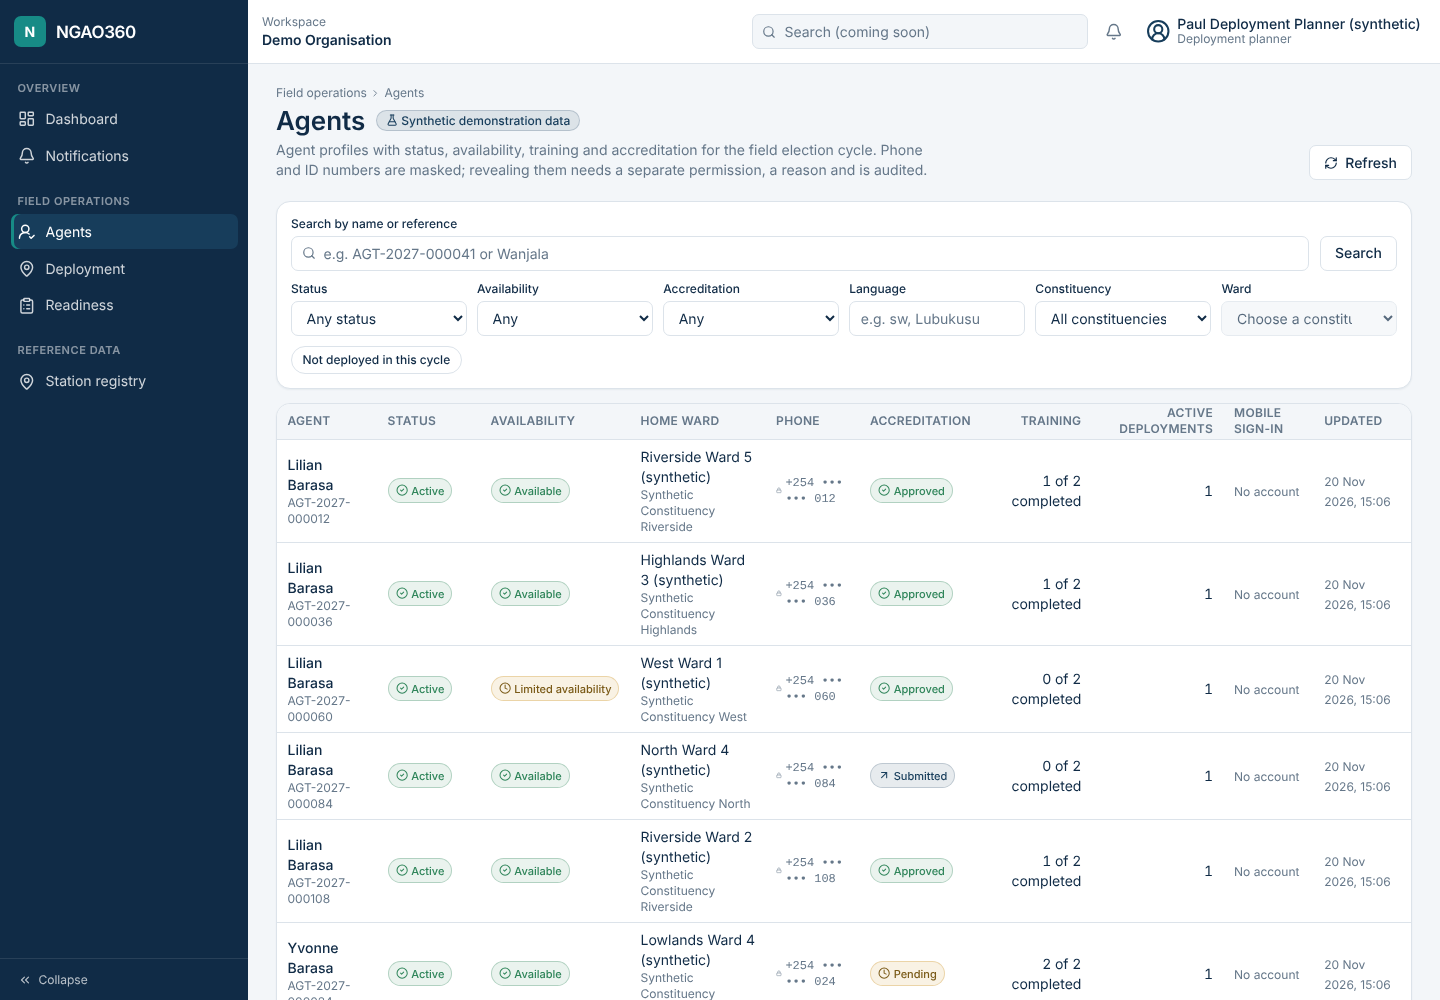 N NGAO360
Workspace
Demo Organisation
Search (coming soon)
Paul Deployment Planner (synthetic)
Deployment planner
OVERVIEW
Dashboard
Notifications
FIELD OPERATIONS
Agents
Deployment
Readiness
REFERENCE DATA
Station registry
Collapse
Field operations › Agents
Agents
Synthetic demonstration data
Agent profiles with status, availability, training and accreditation for the field election cycle. Phone
and ID numbers are masked; revealing them needs a separate permission, a reason and is audited.
Refresh
Search by name or reference
e.g. AGT-2027-000041 or Wanjala
Search
Status Availability Accreditation Language Constituency Ward
Any status Any Any e.g. sw, Lubukusu All constituencies Choose a constitu
Not deployed in this cycle
AGENT STATUS AVAILABILITY HOME WARD PHONE ACCREDITATION TRAINING ACTIVE DEPLOYMENTS MOBILE SIGN-IN UPDATED
Lilian
Barasa
AGT-2027-
000012
Active
Available
Riverside Ward 5
(synthetic)
Synthetic
Constituency
Riverside
+254 •••
••• 012
Approved
1 of 2
completed
1
No account
20 Nov
2026, 15:06
Lilian
Barasa
AGT-2027-
000036
Active
Available
Highlands Ward
3 (synthetic)
Synthetic
Constituency
Highlands
+254 •••
••• 036
Approved
1 of 2
completed
1
No account
20 Nov
2026, 15:06
Lilian
Barasa
AGT-2027-
000060
Active
Limited availability
West Ward 1
(synthetic)
Synthetic
Constituency West
+254 •••
••• 060
Approved
0 of 2
completed
1
No account
20 Nov
2026, 15:06
Lilian
Barasa
AGT-2027-
000084
Active
Available
North Ward 4
(synthetic)
Synthetic
Constituency North
+254 •••
••• 084
Submitted
0 of 2
completed
1
No account
20 Nov
2026, 15:06
Lilian
Barasa
AGT-2027-
000108
Active
Available
Riverside Ward 2
(synthetic)
Synthetic
Constituency
Riverside
+254 •••
••• 108
Approved
1 of 2
completed
1
No account
20 Nov
2026, 15:06
Yvonne
Barasa
AGT-2027-
Active
Available
Lowlands Ward 4
(synthetic)
Synthetic
Constituency
+254 •••
••• 024
Pending
2 of 2
completed
1
No account
20 Nov
2026, 15:06